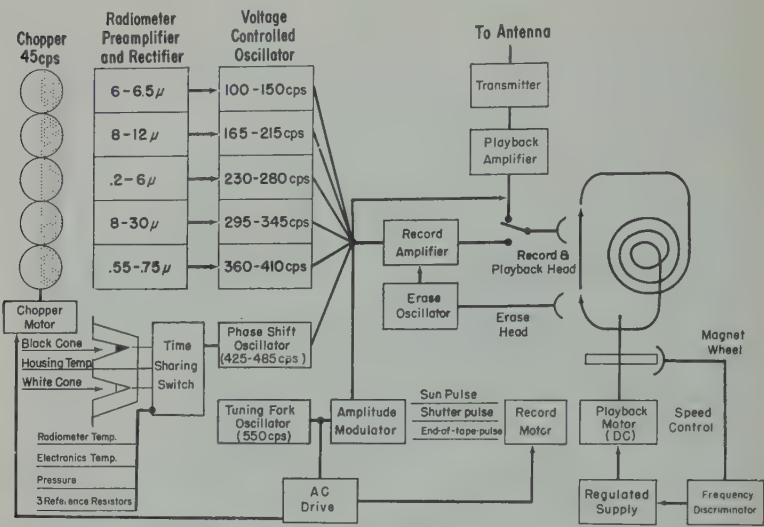 Chopper
45cps
Radiometer
Preamplifier
and Rectifier
Voltage
Controlled
Oscillator
To Antenna
Transmitter
Playback
Amplifier
6-6.5μ
100-150cps
8-12μ
165-215cps
.2-6μ
230-280cps
8-30μ
295-345cps
.55-.75μ
360-410cps
Record
Amplifier
Record &
Playback Head
Erase
Oscillator
Erase
Head
Chopper
Motor
Black Cone
Housing Temp.
White Cone
Time
Sharing
Switch
Phase Shift
Oscillator
(425-485cps)
Magnet
Wheel
Radiometer Temp.
Electronics Temp.
Pressure
3 Reference Resistors
Tuning Fork
Oscillator
(550cps)
Amplitude
Modulator
Sun Pulse
Shutter pulse
End-of-tape-pulse
Record
Motor
Playback
Motor
(DC)
Speed
Control
AC
Drive
Regulated
Supply
Frequency
Discriminator